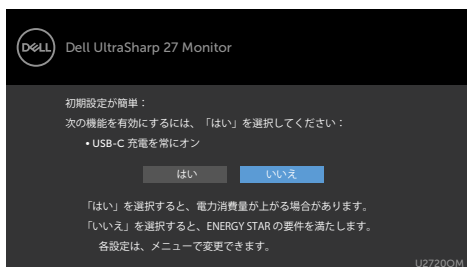 DELL Dell UltraSharp 27 Monitor
初期設定が簡単：
次の機能を有効にするには、「はい」を選択してください：
• USB-C 充電を常にオン
はい いいえ
「はい」を選択すると、電力消費量が上がる場合があります。
「いいえ」を選択すると、ENERGY STAR の要件を満たします。
各設定は、メニューで変更できます。
U2720QM